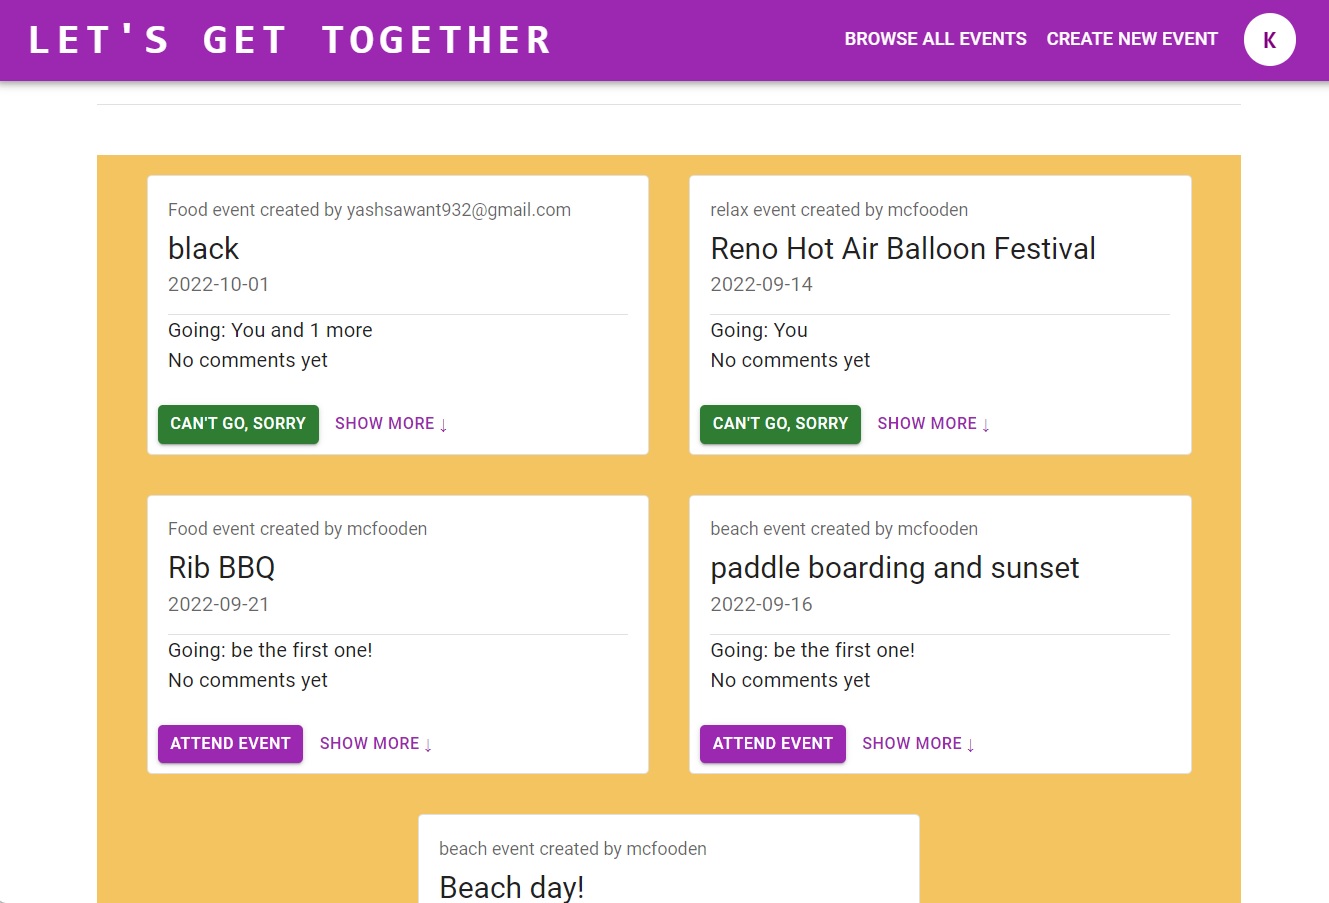 LET'S GET TOGETHER
BROWSE ALL EVENTS CREATE NEW EVENT K
Food event created by yashsawant932@gmail.com
black
2022-10-01
Going: You and 1 more
No comments yet
CAN'T GO, SORRY SHOW MORE ↓
relax event created by mcfooden
Reno Hot Air Balloon Festival
2022-09-14
Going: You
No comments yet
CAN'T GO, SORRY SHOW MORE ↓
Food event created by mcfooden
Rib BBQ
2022-09-21
Going: be the first one!
No comments yet
ATTEND EVENT SHOW MORE ↓
beach event created by mcfooden
paddle boarding and sunset
2022-09-16
Going: be the first one!
No comments yet
ATTEND EVENT SHOW MORE ↓
beach event created by mcfooden
Beach day!